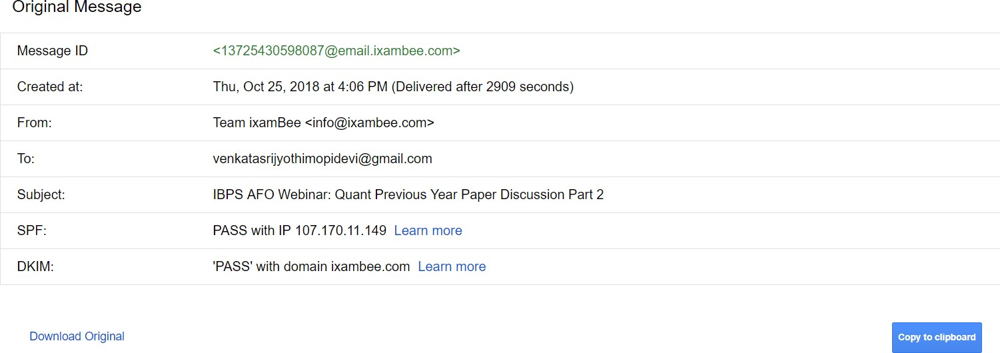 Original Message
Message ID <13725430598087@email.ixambee.com>
Created at: Thu, Oct 25, 2018 at 4:06 PM (Delivered after 2909 seconds)
From: Team ixamBee <info@ixambee.com>
To: venkatasrijyothimopidevi@gmail.com
Subject: IBPS AFO Webinar: Quant Previous Year Paper Discussion Part 2
SPF: PASS with IP 107.170.11.149 Learn more
DKIM: 'PASS' with domain ixambee.com Learn more
Download Original Copy to clipboard